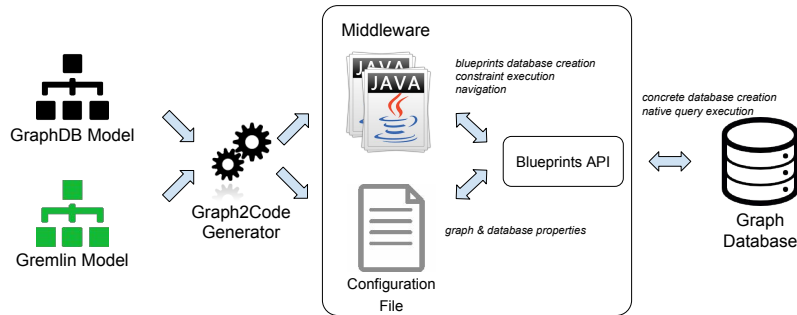 Middleware
JAVA
JAVA
JAVA
blueprints database creation
constraint execution
navigation
concrete database creation
native query execution
GraphDB Model
Blueprints API
Graph2Code
Generator
Gremlin Model
graph & database properties
Graph
Database
Configuration
File